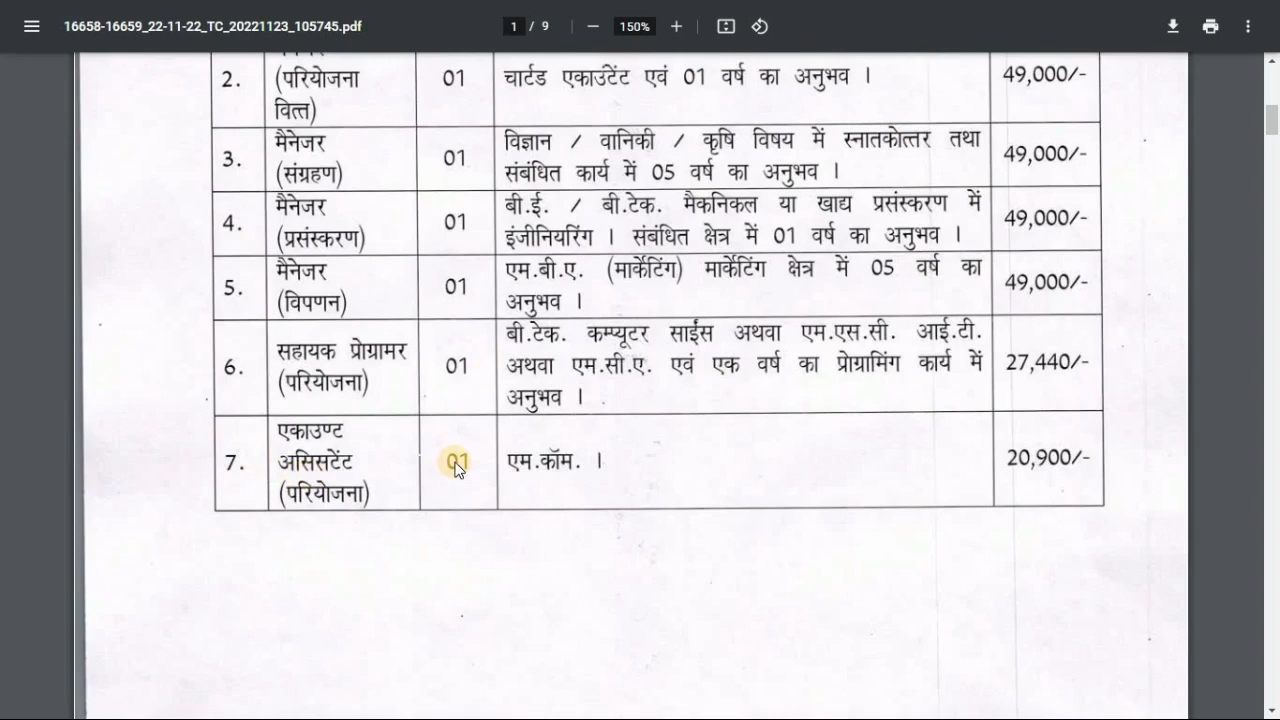 16658-16659_22-11-22_TC_20221123_105745.pdf
1 / 9
150%
2.
(परियोजना
वित्त)
01
चार्टड एकाउंटेंट एवं 01 वर्ष का अनुभव ।
49,000/-
3.
मैनेजर
(संग्रहण)
01
विज्ञान / वानिकी / कृषि विषय में स्नातकोत्तर तथा
संबंधित कार्य में 05 वर्ष का अनुभव ।
49,000/-
4.
मैनेजर
(प्रसंस्करण)
01
बी.ई. / बी.टेक. मैकनिकल या खाद्य प्रसंस्करण में
इंजीनियरिंग । संबंधित क्षेत्र में 01 वर्ष का अनुभव ।
49,000/-
5.
मैनेजर
(विपणन)
01
एम.बी.ए. (मार्केटिंग) मार्केटिंग क्षेत्र में 05 वर्ष का
अनुभव ।
49,000/-
6.
सहायक प्रोग्रामर
(परियोजना)
01
बी.टेक. कम्प्यूटर साईंस अथवा एम.एस.सी. आई.टी.
अथवा एम.सी.ए. एवं एक वर्ष का प्रोग्रामिंग कार्य में
अनुभव ।
27,440/-
7.
एकाउण्ट
असिसटेंट
(परियोजना)
01
एम.कॉम. ।
20,900/-